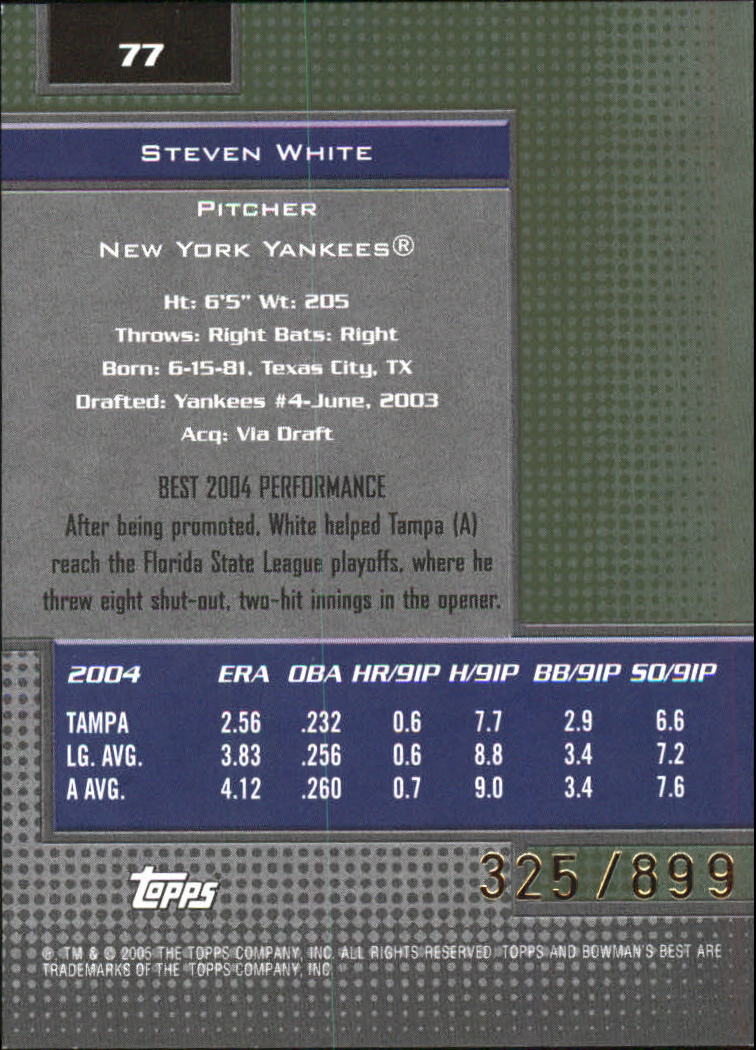 77
STEVEN WHITE
PITCHER
NEW YORK YANKEES®
Ht: 6'5" Wt: 205
Throws: Right Bats: Right
Born: 6-15-81, Texas City, TX
Drafted: Yankees #4-June, 2003
Acq: Via Draft
BEST 2004 PERFORMANCE
After being promoted, White helped Tampa (A)
reach the Florida State League playoffs, where he
threw eight shut-out, two-hit innings in the opener.
2004 ERA OBA HR/9IP H/9IP BB/9IP SO/9IP
TAMPA 2.56 .232 0.6 7.7 2.9 6.6
LG. AVG. 3.83 .256 0.6 8.8 3.4 7.2
A AVG. 4.12 .260 0.7 9.0 3.4 7.6
325/899
Topps
®, TM & © 2005 THE TOPPS COMPANY, INC. ALL RIGHTS RESERVED TOPPS AND BOWMAN'S BEST ARE
TRADEMARKS OF THE TOPPS COMPANY, INC.